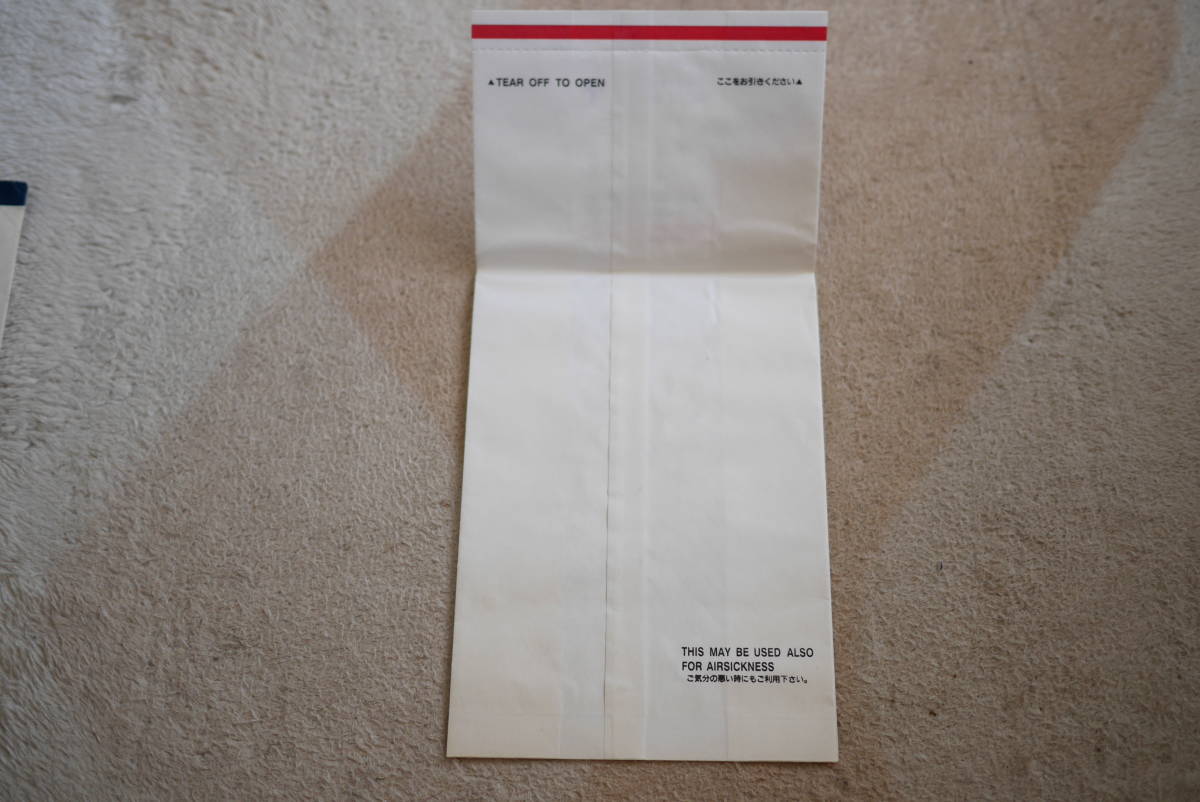 ▲TEAR OFF TO OPEN
ここをお引きください▲
THIS MAY BE USED ALSO
FOR AIRSICKNESS
ご気分の悪い時にもご利用下さい。